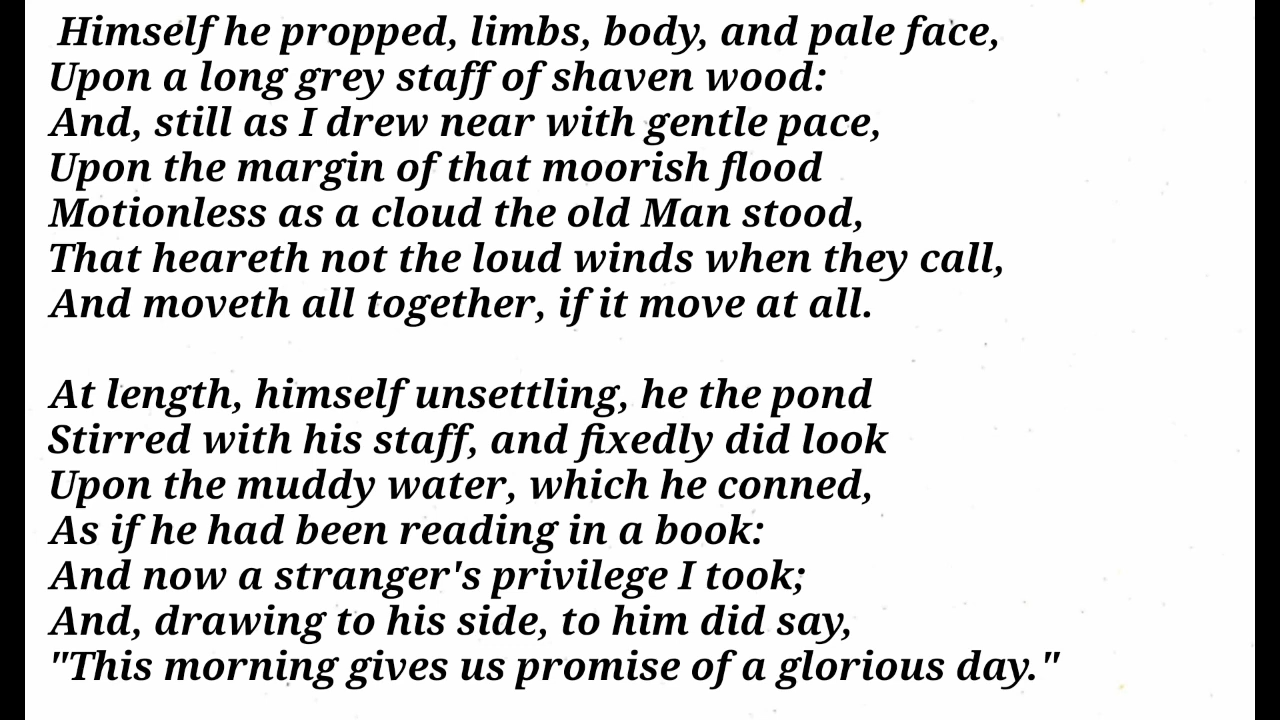 Himself he propped, limbs, body, and pale face,
Upon a long grey staff of shaven wood:
And, still as I drew near with gentle pace,
Upon the margin of that moorish flood
Motionless as a cloud the old Man stood,
That heareth not the loud winds when they call,
And moveth all together, if it move at all.
At length, himself unsettling, he the pond
Stirred with his staff, and fixedly did look
Upon the muddy water, which he conned,
As if he had been reading in a book:
And now a stranger's privilege I took;
And, drawing to his side, to him did say,
"This morning gives us promise of a glorious day."